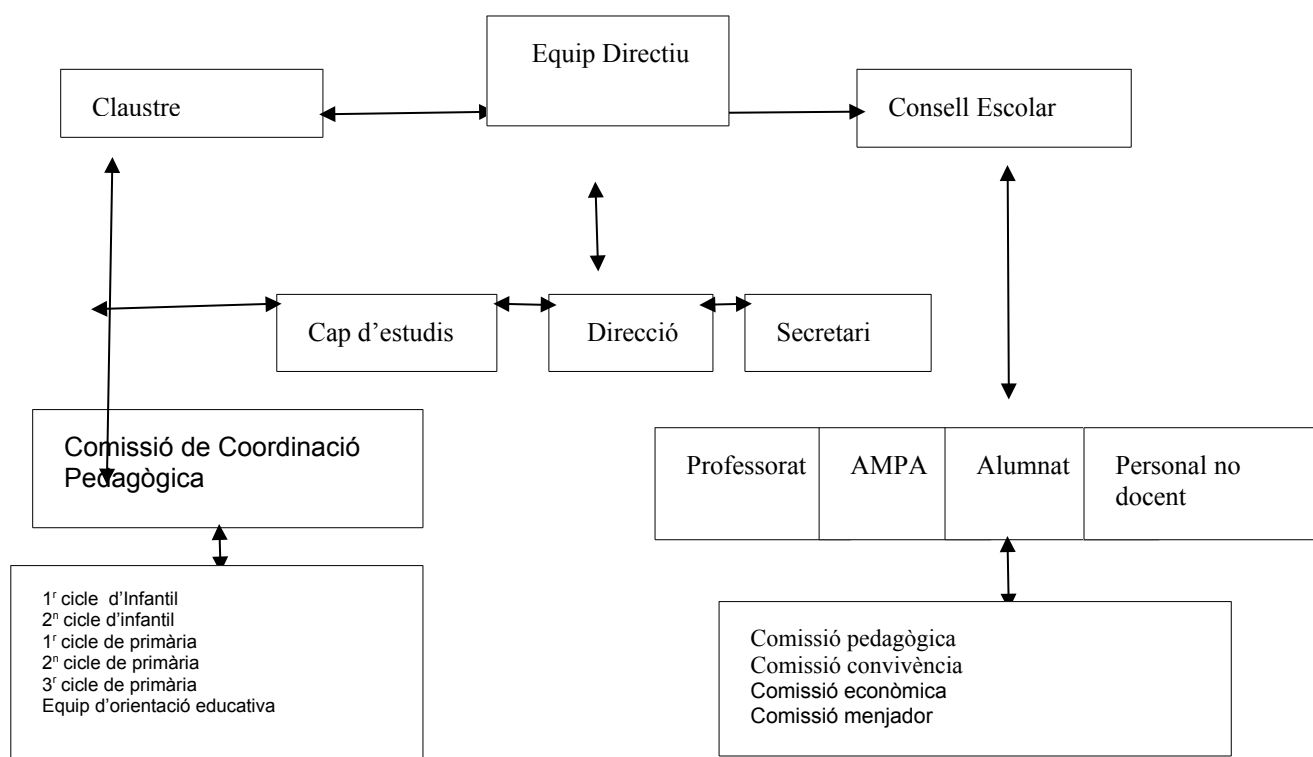 Equip Directiu
Claustre
Consell Escolar
Cap d’estudis
Direcció
Secretari
Comissió de Coordinació
Pedagògica
Professorat
AMPA
Alumnat
Personal no
docent
1ʳ cicle d’Infantil
2ⁿ cicle d’infantil
1ʳ cicle de primària
2ⁿ cicle de primària
3ʳ cicle de primària
Equip d’orientació educativa
Comissió pedagògica
Comissió convivència
Comissió econòmica
Comissió menjador